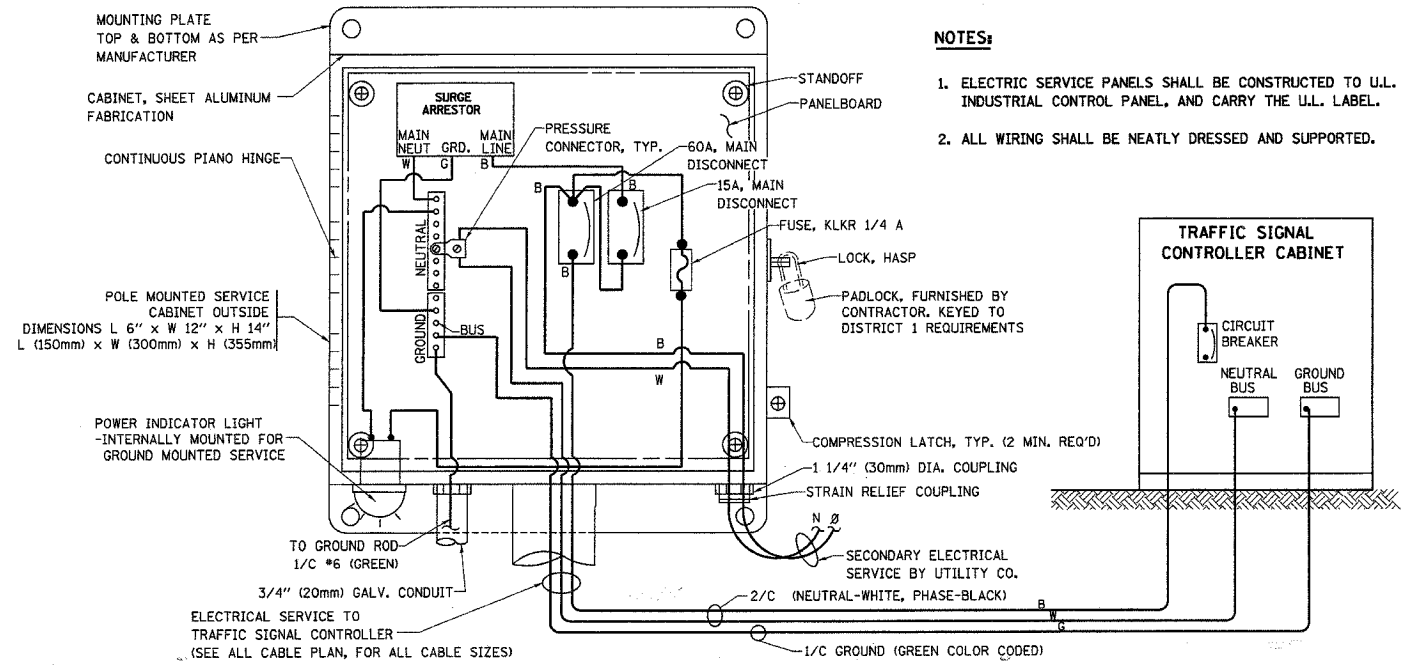 MOUNTING PLATE
TOP & BOTTOM AS PER
MANUFACTURER
CABINET, SHEET ALUMINUM
FABRICATION
CONTINUOUS PIANO HINGE
POLE MOUNTED SERVICE
CABINET OUTSIDE
DIMENSIONS L 6" x W 12" x H 14"
L (150mm) x W (300mm) x H (355mm)
POWER INDICATOR LIGHT
-INTERNALLY MOUNTED FOR
GROUND MOUNTED SERVICE
SURGE
ARRESTOR
MAIN
NEUT
GRD.
MAIN
LINE
W
G
B
PRESSURE
CONNECTOR, TYP.
STANDOFF
PANELBOARD
60A, MAIN
DISCONNECT
15A, MAIN
DISCONNECT
B
B
B
FUSE, KLKR 1/4 A
LOCK, HASP
PADLOCK, FURNISHED BY
CONTRACTOR. KEYED TO
DISTRICT 1 REQUIREMENTS
NEUTRAL
GROUND
BUS
B
W
COMPRESSION LATCH, TYP. (2 MIN. REQ'D)
1 1/4" (30mm) DIA. COUPLING
STRAIN RELIEF COUPLING
N Ø
SECONDARY ELECTRICAL
SERVICE BY UTILITY CO.
TO GROUND ROD
1/C #6 (GREEN)
3/4" (20mm) GALV. CONDUIT
ELECTRICAL SERVICE TO
TRAFFIC SIGNAL CONTROLLER
(SEE ALL CABLE PLAN, FOR ALL CABLE SIZES)
2/C (NEUTRAL-WHITE, PHASE-BLACK)
1/C GROUND (GREEN COLOR CODED)
B
W
G
NOTES:
1. ELECTRIC SERVICE PANELS SHALL BE CONSTRUCTED TO U.L.
INDUSTRIAL CONTROL PANEL, AND CARRY THE U.L. LABEL.
2. ALL WIRING SHALL BE NEATLY DRESSED AND SUPPORTED.
TRAFFIC SIGNAL
CONTROLLER CABINET
CIRCUIT
BREAKER
NEUTRAL
BUS
GROUND
BUS